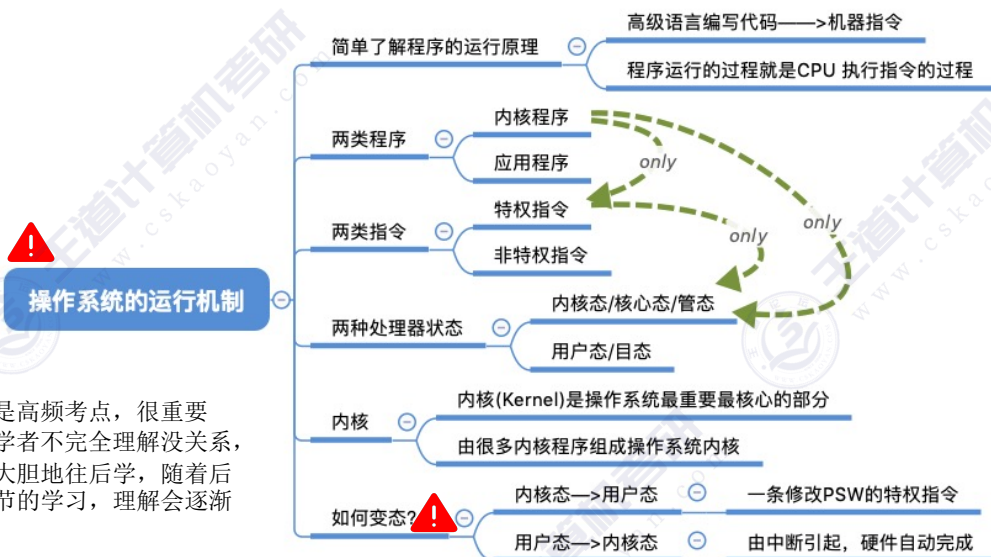 高级语言编写代码——>机器指令
简单了解程序的运行原理
程序运行的过程就是CPU 执行指令的过程
内核程序
两类程序
应用程序
only
特权指令
两类指令
only
only
非特权指令
操作系统的运行机制
内核态/核心态/管态
两种处理器状态
用户态/目态
是高频考点，很重要
学者不完全理解没关系，
大胆地往后学，随着后
节的学习，理解会逐渐
内核(Kernel)是操作系统最重要最核心的部分
内核
由很多内核程序组成操作系统内核
内核态—>用户态
一条修改PSW的特权指令
如何变态?
用户态—>内核态
由中断引起，硬件自动完成
王道计算机考研
www.cskaoyan.com